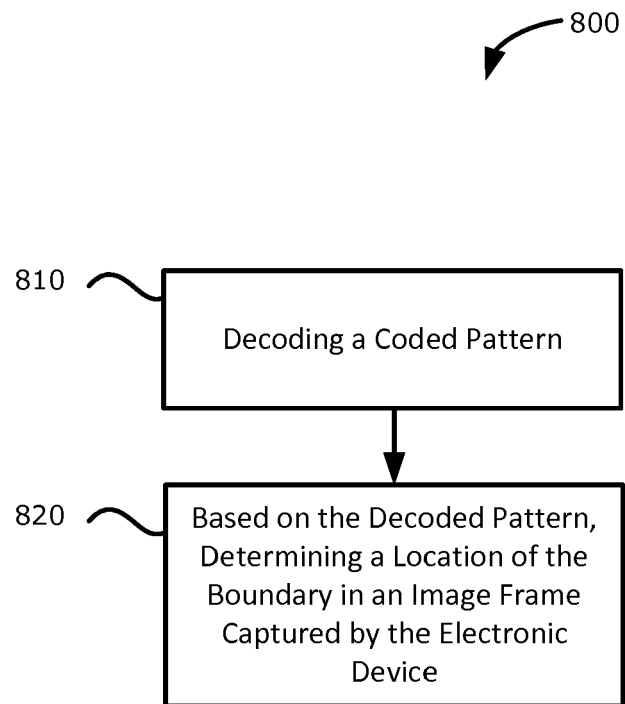 800
810
Decoding a Coded Pattern
820
Based on the Decoded Pattern,
Determining a Location of the
Boundary in an Image Frame
Captured by the Electronic
Device